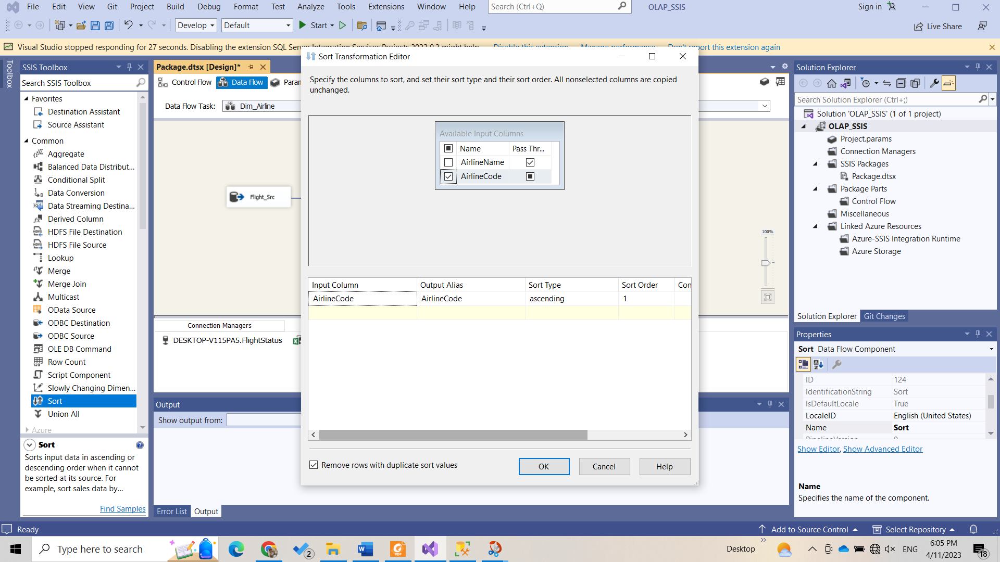 File Edit View Git Project Build Debug Format Test Analyze Tools Extensions Window Help Search (Ctrl+Q) OLAP_SSIS Sign in
Develop Default Start Live Share
Visual Studio stopped responding for 27 seconds. Disabling the extension SQL Server Integration Services Projects 2022 0.3 might help Disable this extension Manage performance Don't report this extension again
Toolbox
SSIS Toolbox
Search SSIS Toolbox
Favorites
Destination Assistant
Source Assistant
Common
Aggregate
Balanced Data Distribut...
Conditional Split
Data Conversion
Data Streaming Destina...
Derived Column
HDFS File Destination
HDFS File Source
Lookup
Merge
Merge Join
Multicast
OData Source
ODBC Destination
ODBC Source
OLE DB Command
Row Count
Script Component
Slowly Changing Dimen...
Sort
Union All
Azure
Sort
Sorts input data in ascending or
descending order when it cannot
be sorted at its source. For
example, sort sales data by...
Find Samples
Package.dtsx [Design]*
Control Flow Data Flow Param
Data Flow Task: Dim_Airline
Flight_Src
100%
Connection Managers
DESKTOP-V115PA5.FlightStatus
Output
Show output from:
Error List Output
Sort Transformation Editor
Specify the columns to sort, and set their sort type and their sort order. All nonselected columns are copied
unchanged.
Available Input Columns
Name Pass Thr...
AirlineName
AirlineCode
Input Column Output Alias Sort Type Sort Order Con
AirlineCode AirlineCode ascending 1
Remove rows with duplicate sort values
OK Cancel Help
Solution Explorer
Search Solution Explorer (Ctrl+;)
Solution 'OLAP_SSIS' (1 of 1 project)
OLAP_SSIS
Project.params
Connection Managers
SSIS Packages
Package.dtsx
Package Parts
Control Flow
Miscellaneous
Linked Azure Resources
Azure-SSIS Integration Runtime
Azure Storage
Solution Explorer Git Changes
Properties
Sort Data Flow Component
ID 124
IdentificationString Sort
IsDefaultLocale True
LocaleID English (United States)
Name Sort
PipelineVersion 0
Show Editor, Show Advanced Editor
Name
Specifies the name of the component.
Ready Add to Source Control Select Repository
Type here to search 2 Desktop ENG 6:05 PM
4/11/2023 18